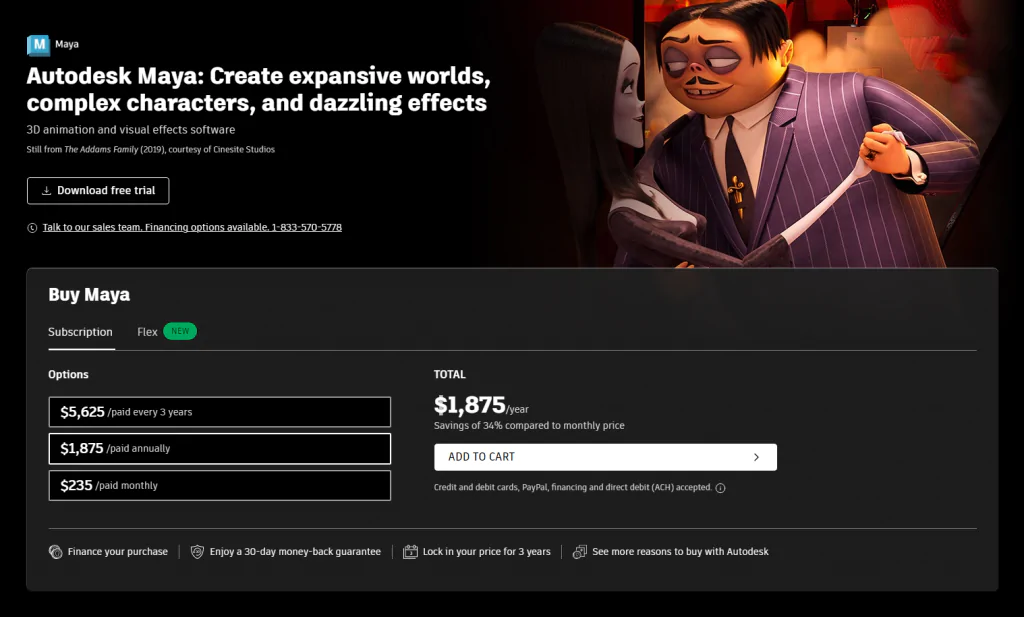 M Maya
Autodesk Maya: Create expansive worlds,
complex characters, and dazzling effects
3D animation and visual effects software
Still from The Addams Family (2019), courtesy of Cinesite Studios
Download free trial
Talk to our sales team. Financing options available. 1-833-570-5778
Buy Maya
Subscription Flex NEW
Options
$5,625 /paid every 3 years
$1,875 /paid annually
$235 /paid monthly
TOTAL
$1,875/year
Savings of 34% compared to monthly price
ADD TO CART
Credit and debit cards, PayPal, financing and direct debit (ACH) accepted.
Finance your purchase
Enjoy a 30-day money-back guarantee
Lock in your price for 3 years
See more reasons to buy with Autodesk